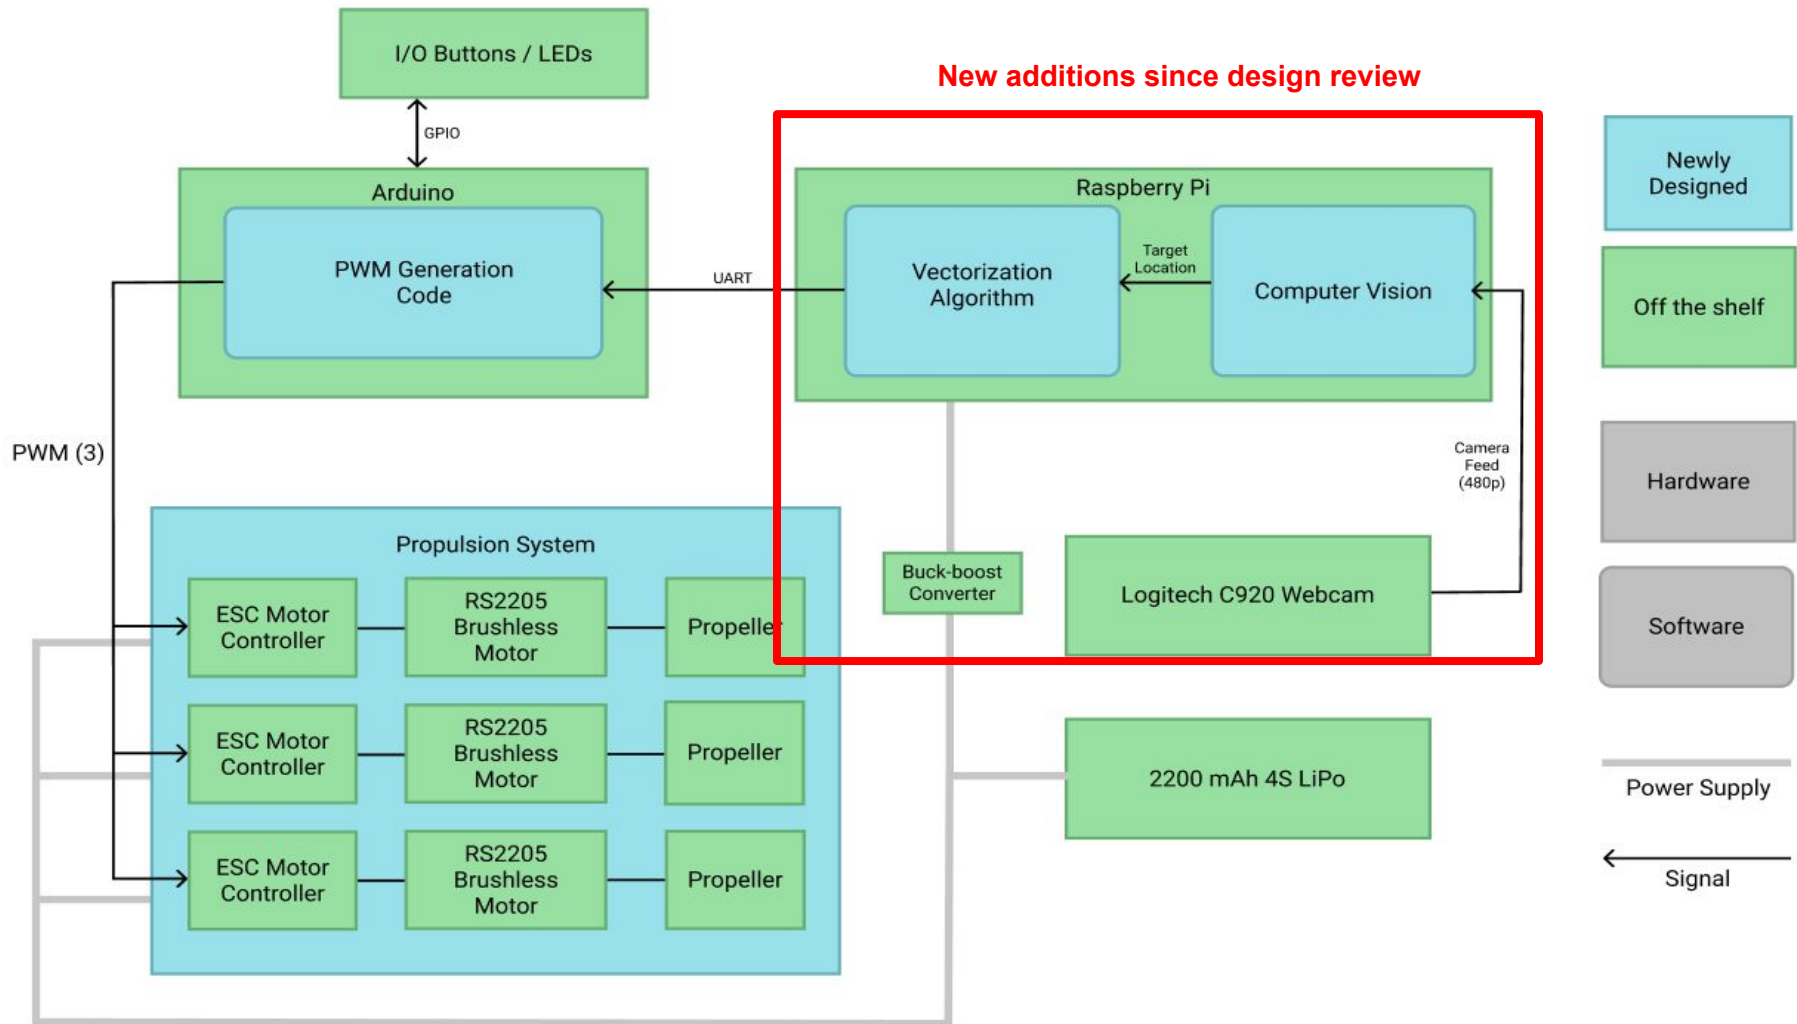 I/O Buttons / LEDs
New additions since design review
GPIO
Arduino
PWM Generation
Code
UART
Raspberry Pi
Vectorization
Algorithm
Target
Location
Computer Vision
Newly
Designed
Off the shelf
PWM (3)
Camera
Feed
(480p)
Hardware
Propulsion System
Buck-boost
Converter
Logitech C920 Webcam
Software
ESC Motor
Controller
RS2205
Brushless
Motor
Propeller
ESC Motor
Controller
RS2205
Brushless
Motor
Propeller
2200 mAh 4S LiPo
Power Supply
ESC Motor
Controller
RS2205
Brushless
Motor
Propeller
Signal